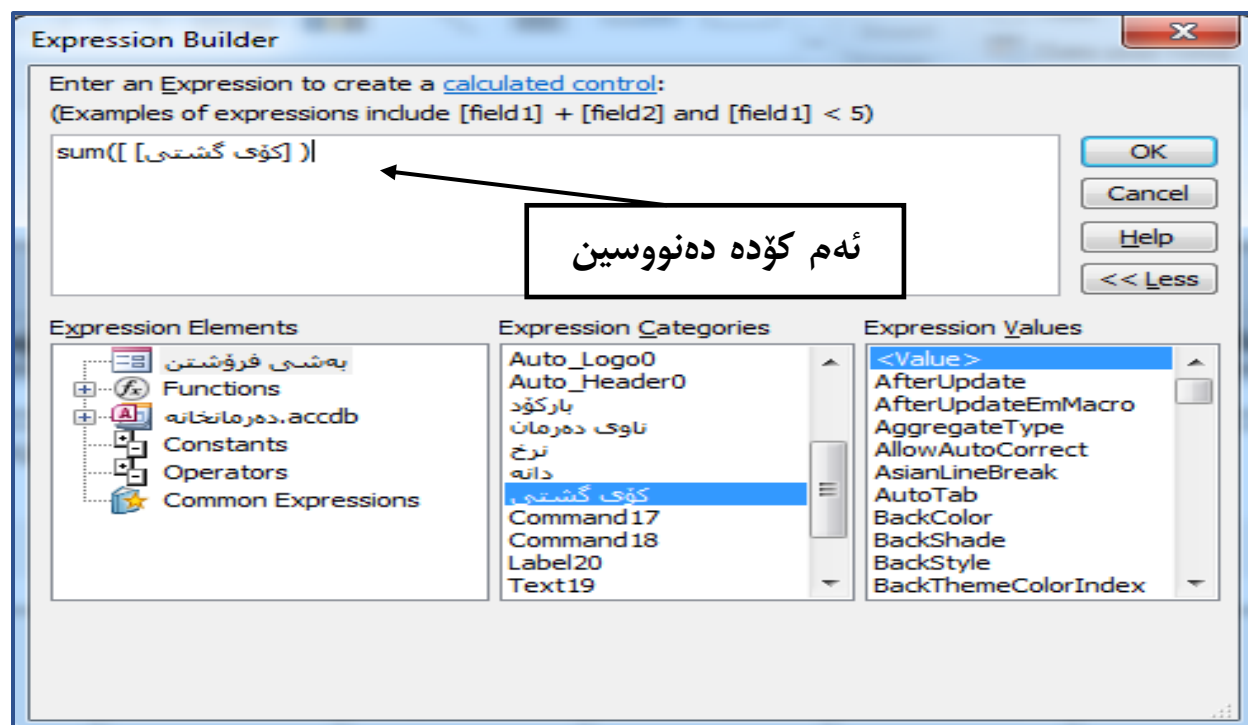 Expression Builder
Enter an Expression to create a calculated control:
(Examples of expressions include [field1] + [field2] and [field1] < 5)
sum([ [کۆی گشتی] )
OK
Cancel
Help
<< Less
ئەم کۆدە دەنووسین
Expression Elements
بەشی فرۆشتن
Functions
دەرمانخانە.accdb
Constants
Operators
Common Expressions
Expression Categories
Auto_Logo0
Auto_Header0
بارکۆد
ناوی دەرمان
نرخ
دانە
کۆی گشتی
Command17
Command18
Label20
Text19
Expression Values
<Value>
AfterUpdate
AfterUpdateEmMacro
AggregateType
AllowAutoCorrect
AsianLineBreak
AutoTab
BackColor
BackShade
BackStyle
BackThemeColorIndex